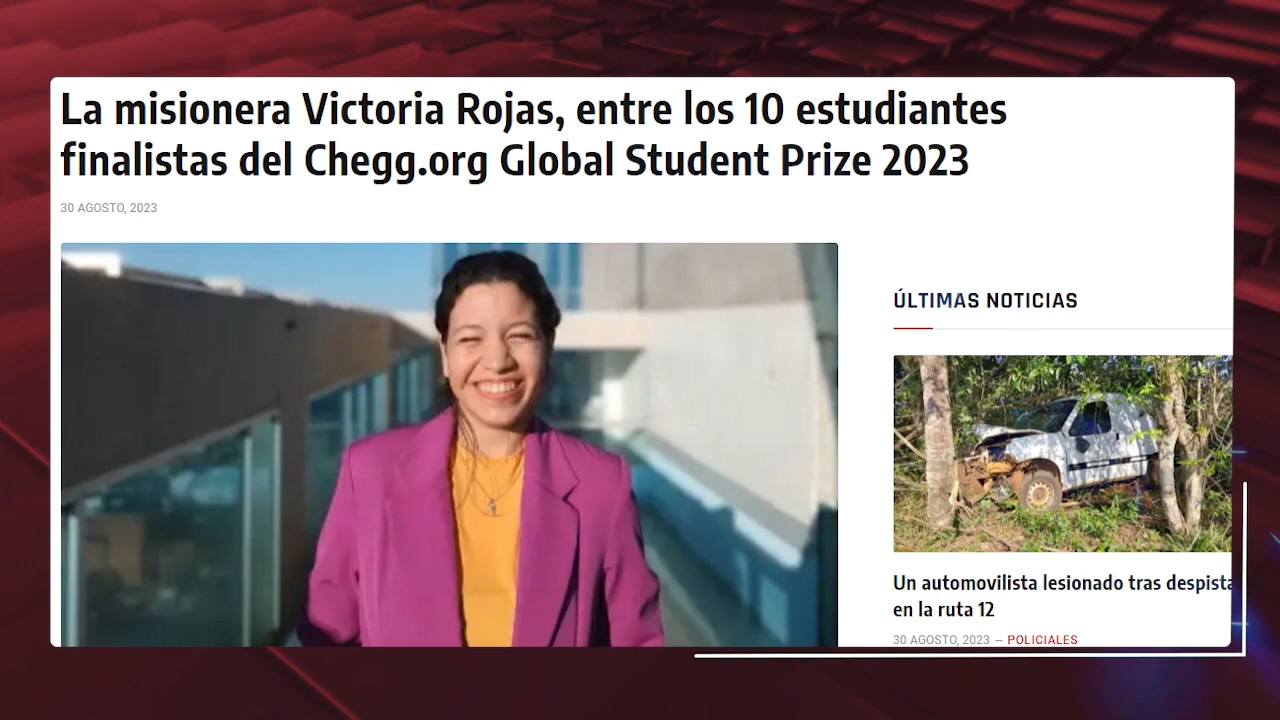 La misionera Victoria Rojas, entre los 10 estudiantes
finalistas del Chegg.org Global Student Prize 2023
30 AGOSTO, 2023
ÚLTIMAS NOTICIAS
Un automovilista lesionado tras despista
en la ruta 12
30 AGOSTO, 2023 — POLICIALES